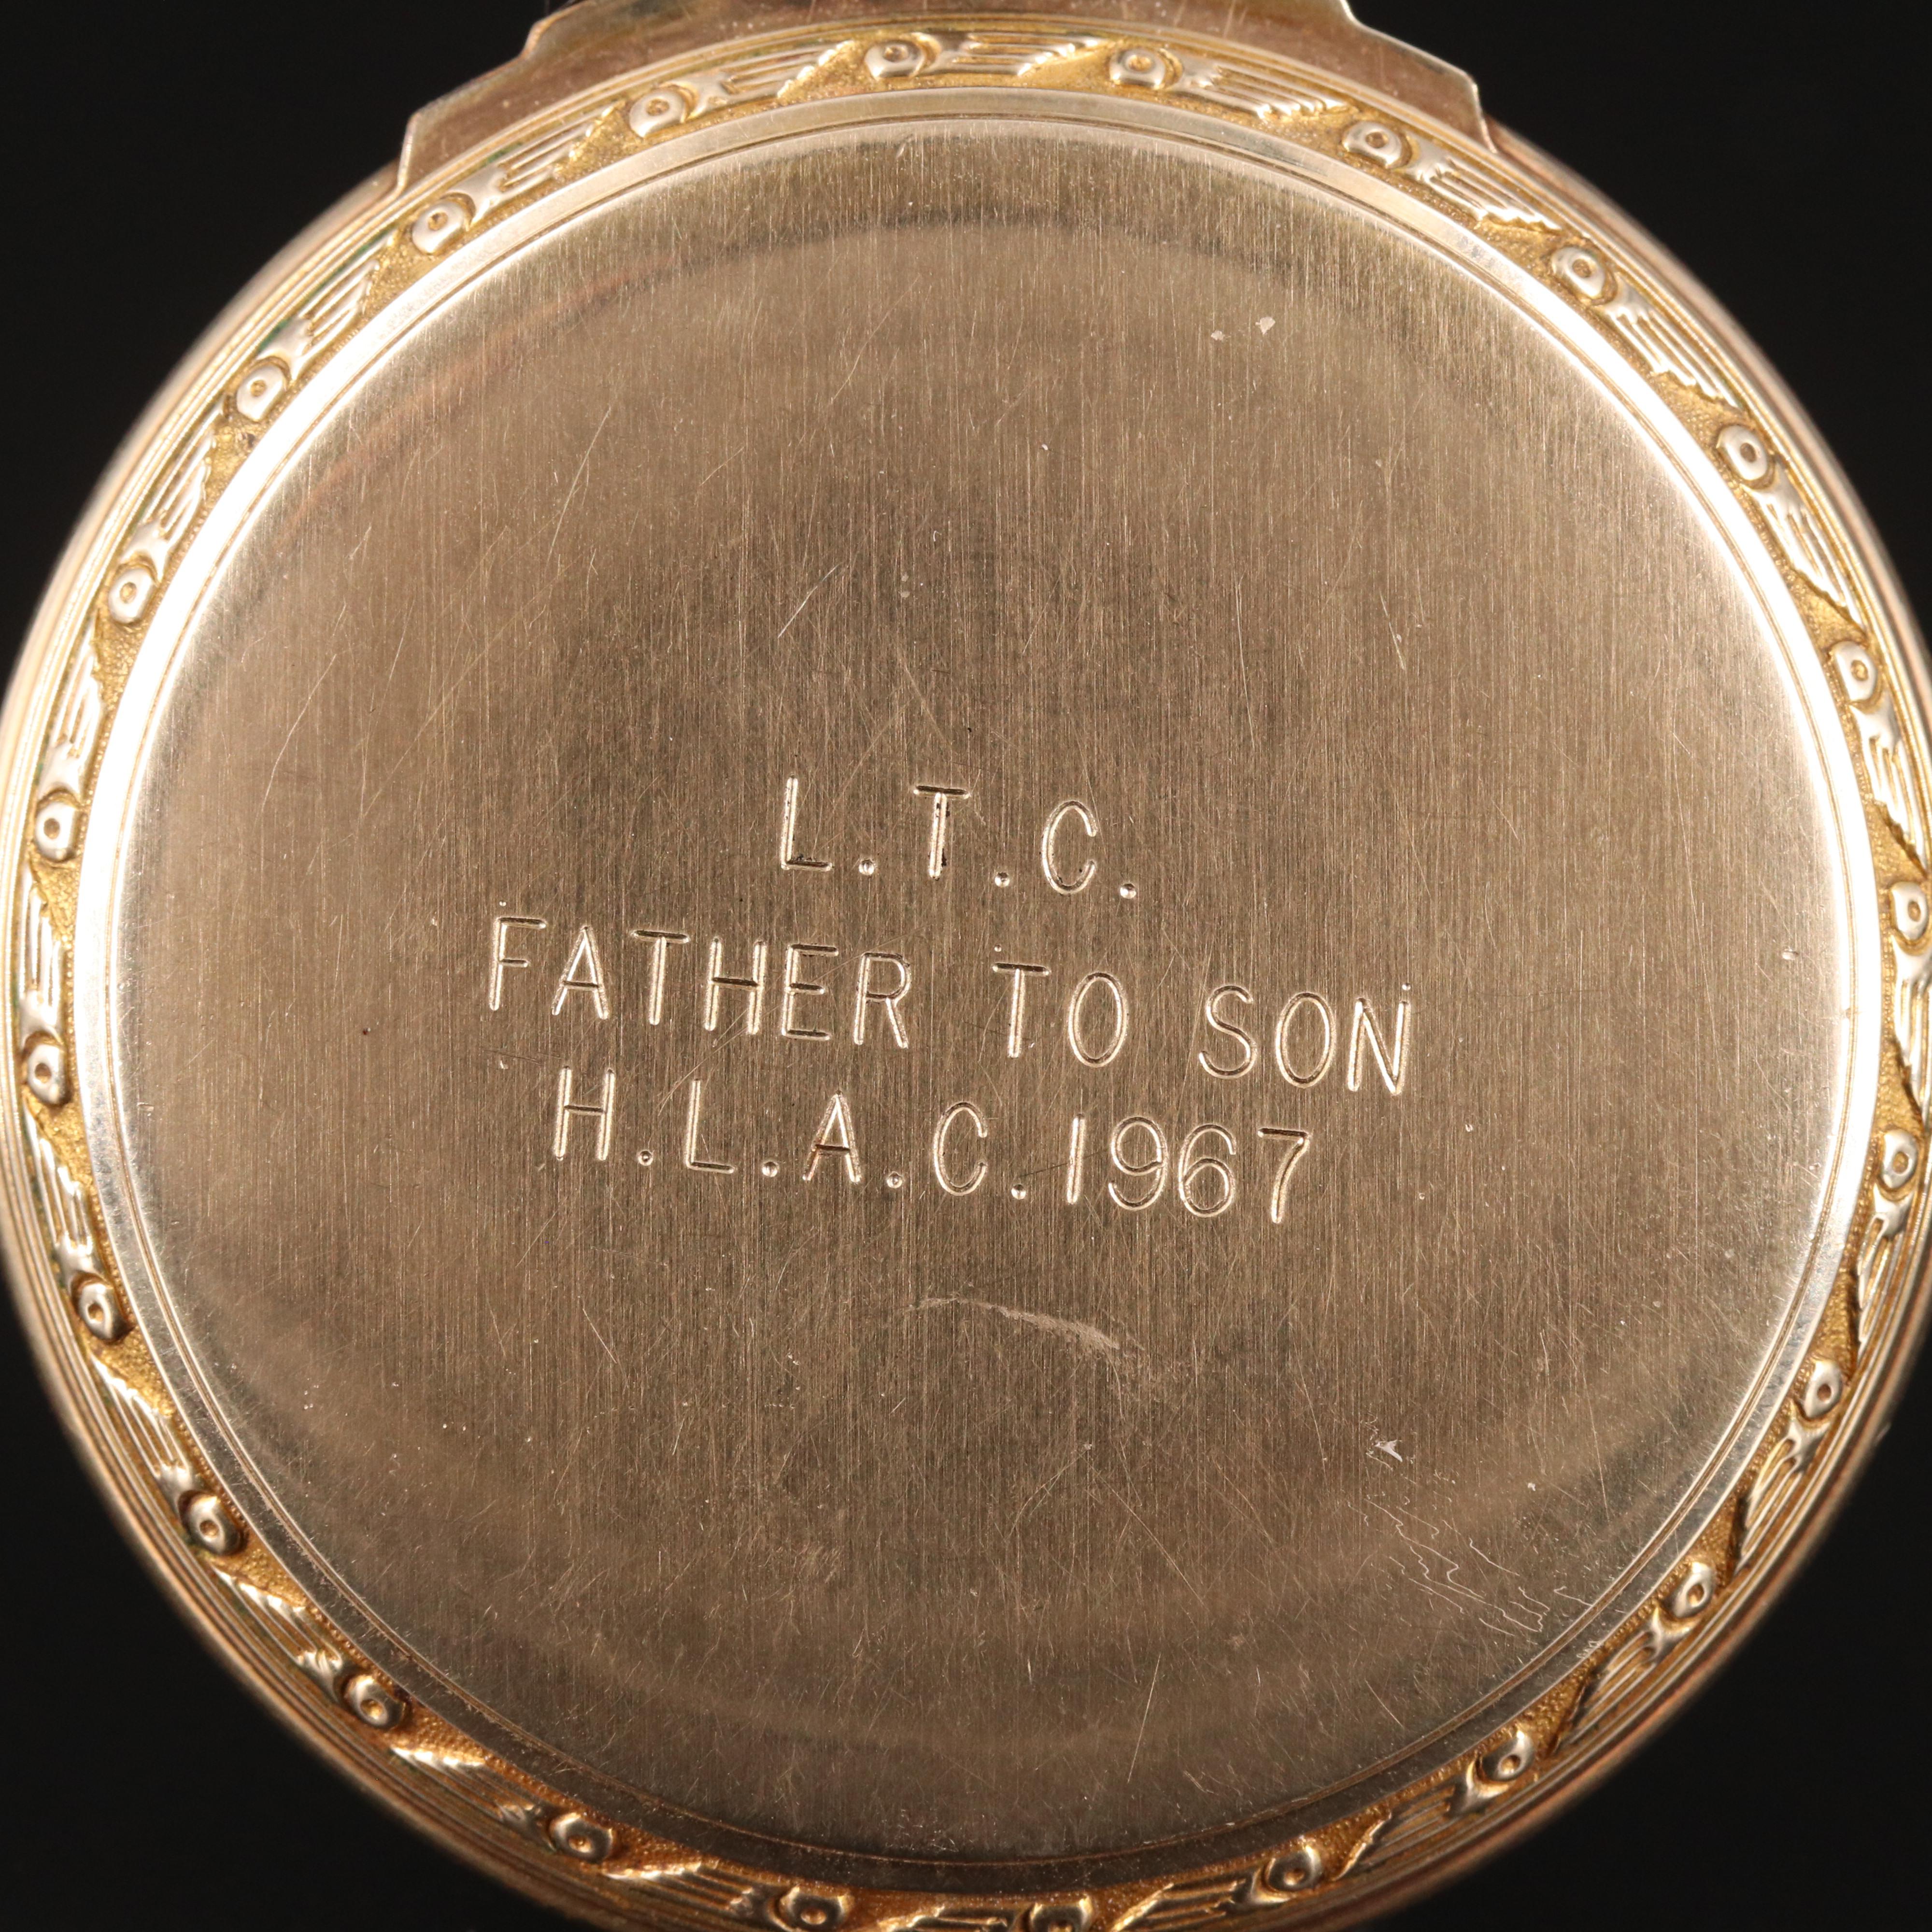 L.T.C.
FATHER TO SON
H.L.A.C.1967